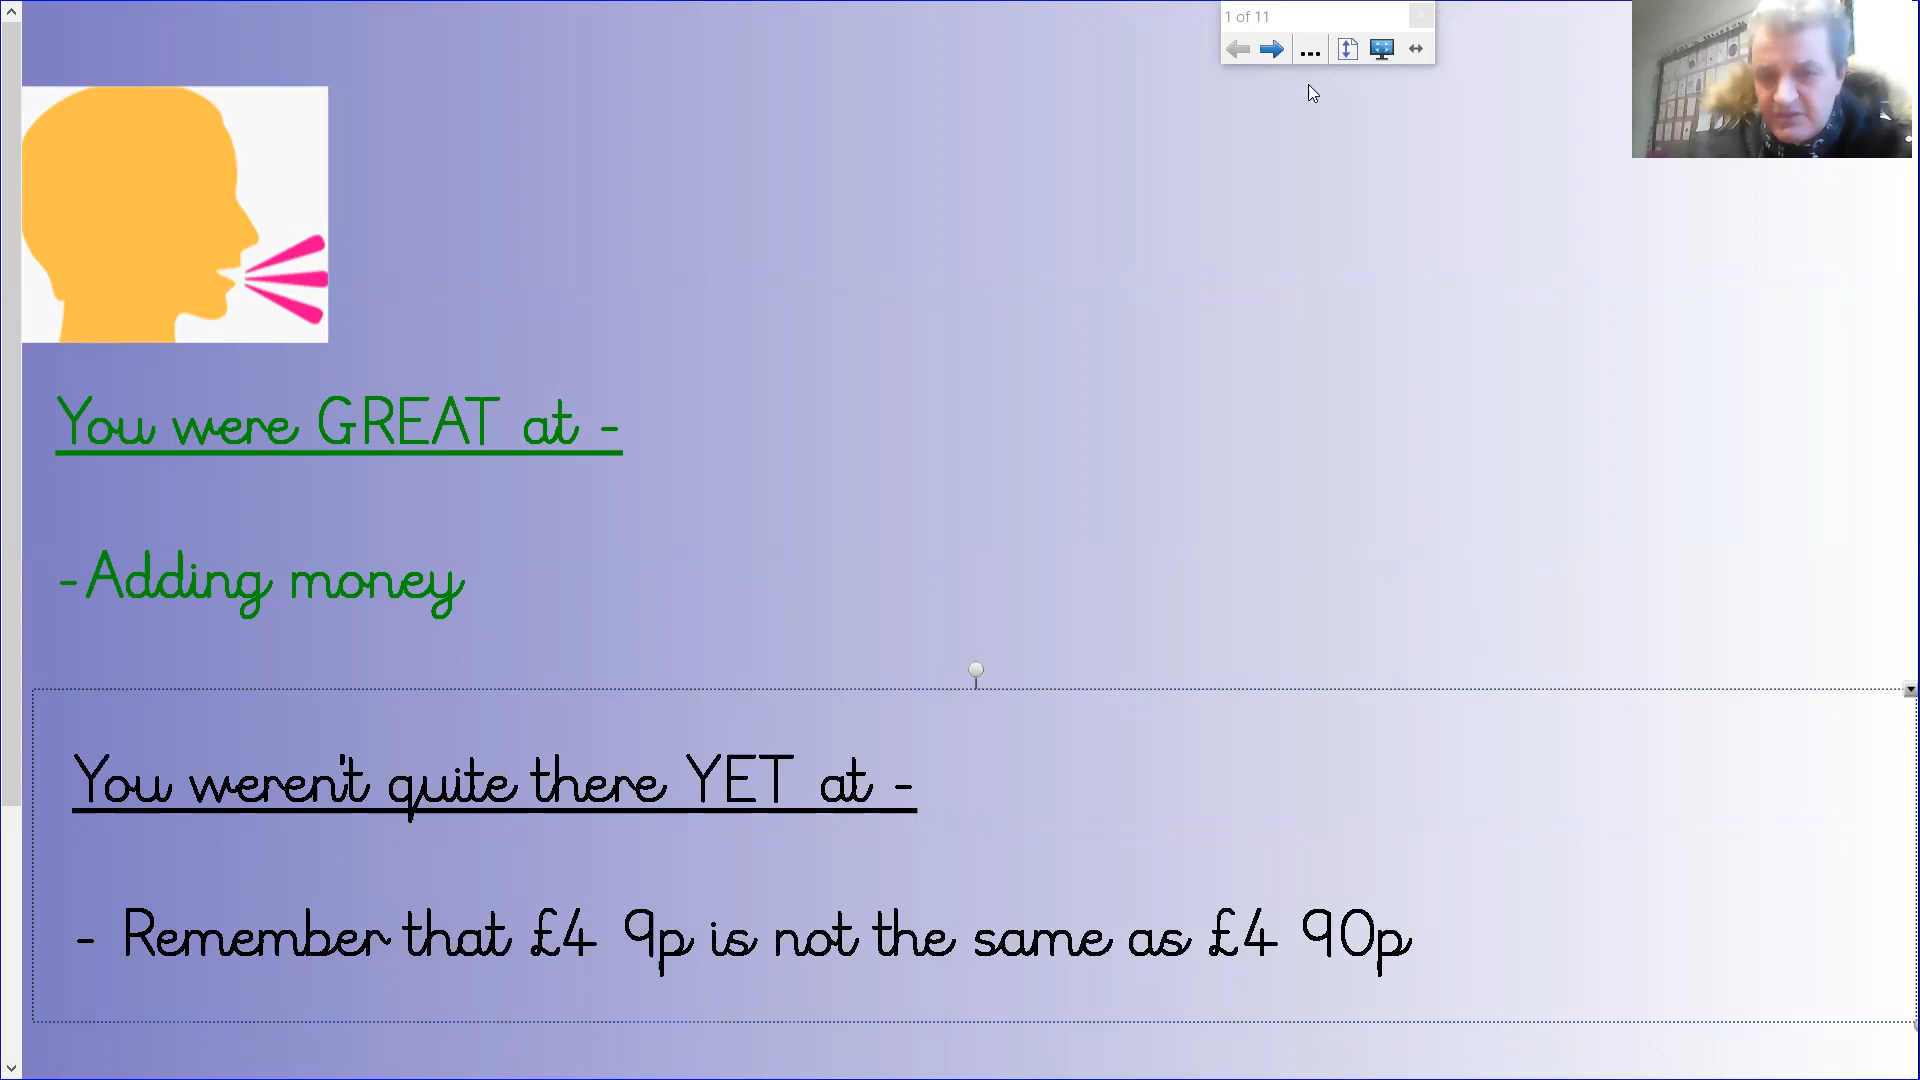 1 of 11
You were GREAT at -
-Adding money
You weren't quite there YET at -
- Remember that £4 9p is not the same as £4 90p